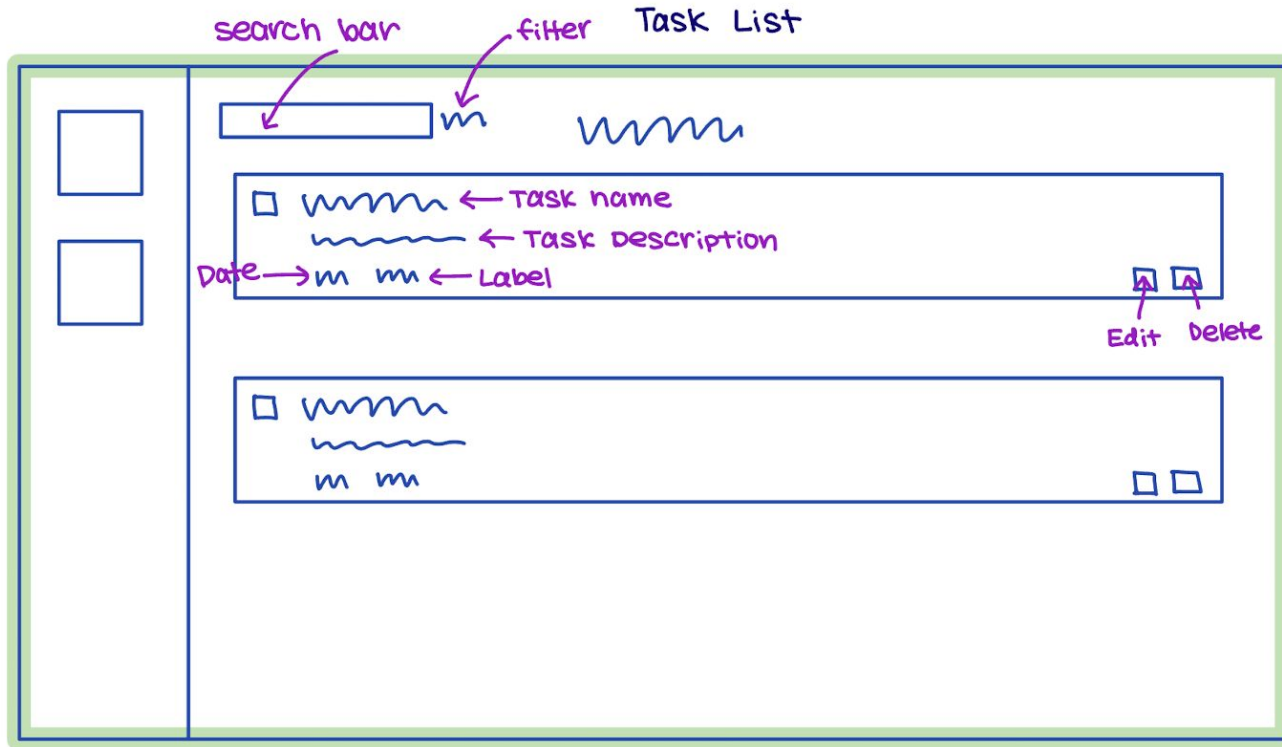 Task List
search bar
filter
Task name
Task Description
Date
Label
Edit
Delete